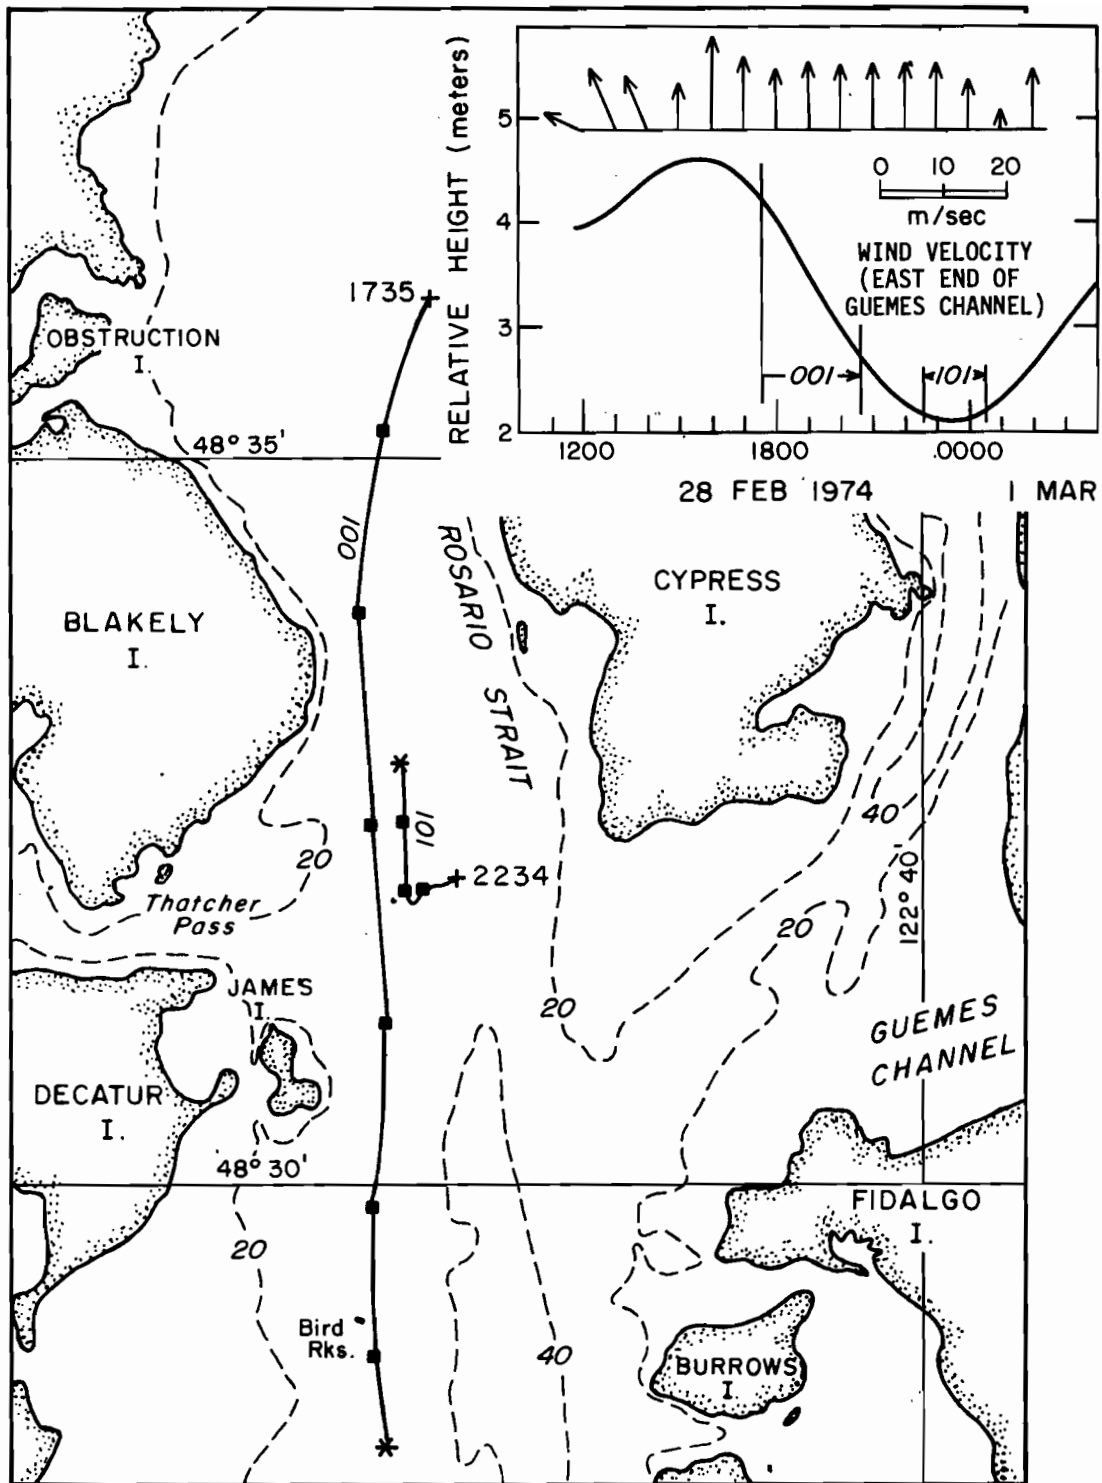 RELATIVE HEIGHT (meters)
5
4
3
2
0 10 20
m/sec
WIND VELOCITY
(EAST END OF
GUEMES CHANNEL)
001
101
1200 1800 0000
28 FEB 1974 1 MAR
1735
OBSTRUCTION
I.
48° 35'
100
ROSARIO
STRAIT
CYPRESS
I.
BLAKELY
I.
101
2234
40
20
Thatcher
Pass
122° 40'
20
20
JAMES
I.
GUEMES
CHANNEL
DECATUR
I.
48° 30'
FIDALGO
I.
20
Bird
Rks.
40
BURROWS
I.